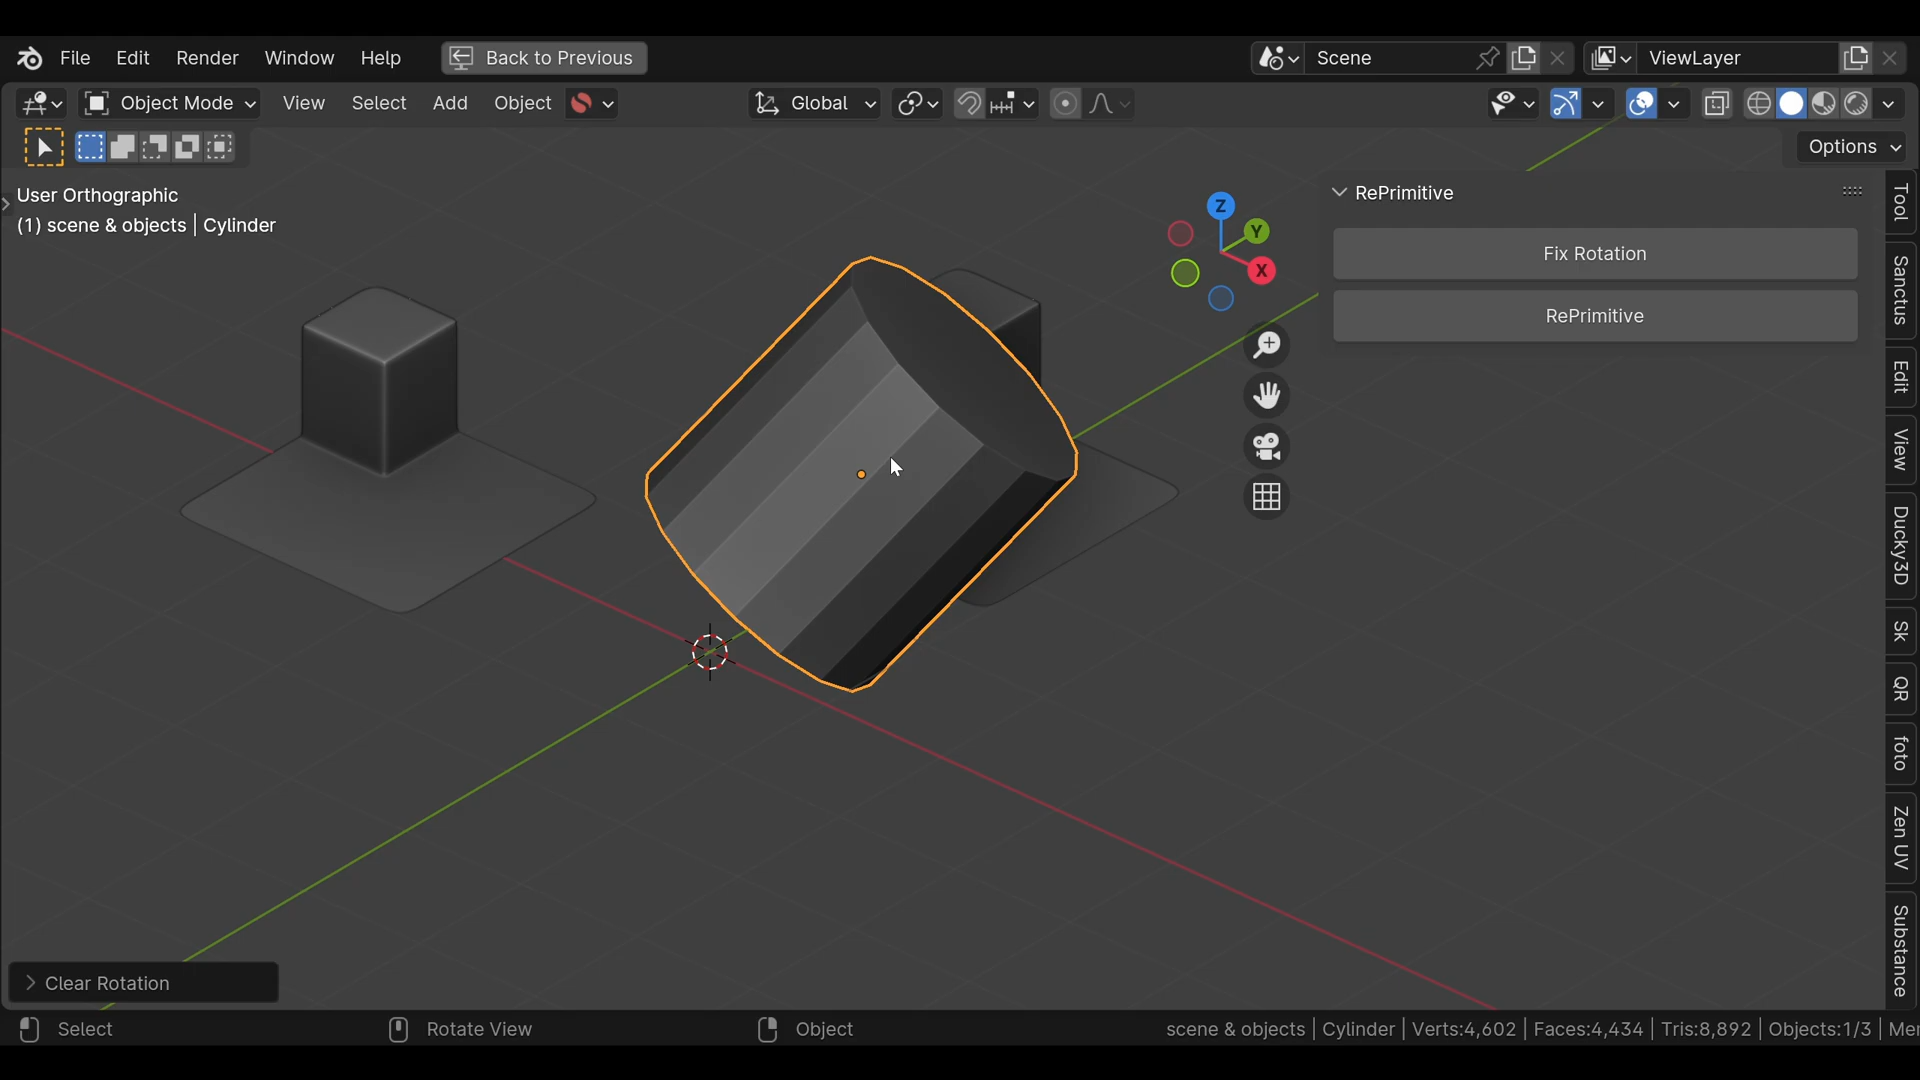 File Edit Render Window Help Back to Previous Scene ViewLayer
Object Mode View Select Add Object Global
Options
User Orthographic
(1) scene & objects | Cylinder
RePrimitive
Fix Rotation
RePrimitive
Z
Y
X
Tool
Sanctus
Edit
View
Ducky3D
Sk
QR
foto
Zen UV
Substance
Clear Rotation
Select Rotate View Object scene & objects | Cylinder | Verts:4,602 | Faces:4,434 | Tris:8,892 | Objects:1/3 | Me